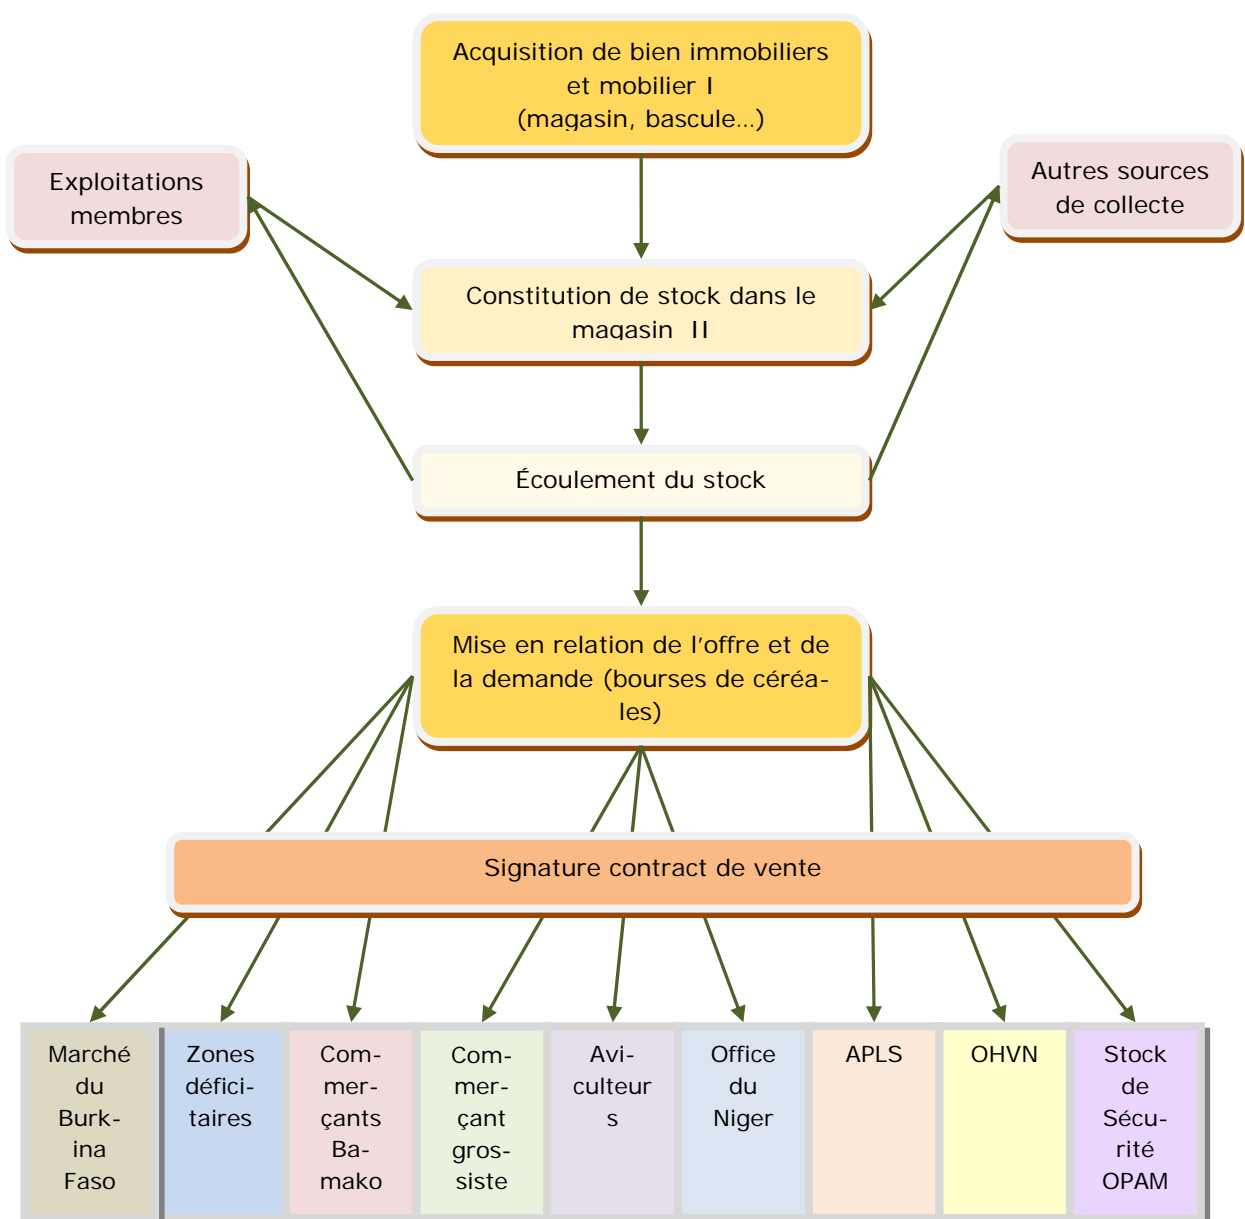 Acquisition de bien immobiliers
et mobilier I
(magasin, bascule...)
Exploitations
membres
Autres sources
de collecte
Constitution de stock dans le
magasin II
Écoulement du stock
Mise en relation de l'offre et de
la demande (bourses de céréa-
les)
Signature contract de vente
Marché
du
Burk-
ina
Faso
Zones
défici-
taires
Com-
mer-
çants
Ba-
mako
Com-
mer-
çant
gros-
siste
Avi-
culteur
s
Office
du
Niger
APLS
OHVN
Stock
de
Sécu-
rité
OPAM